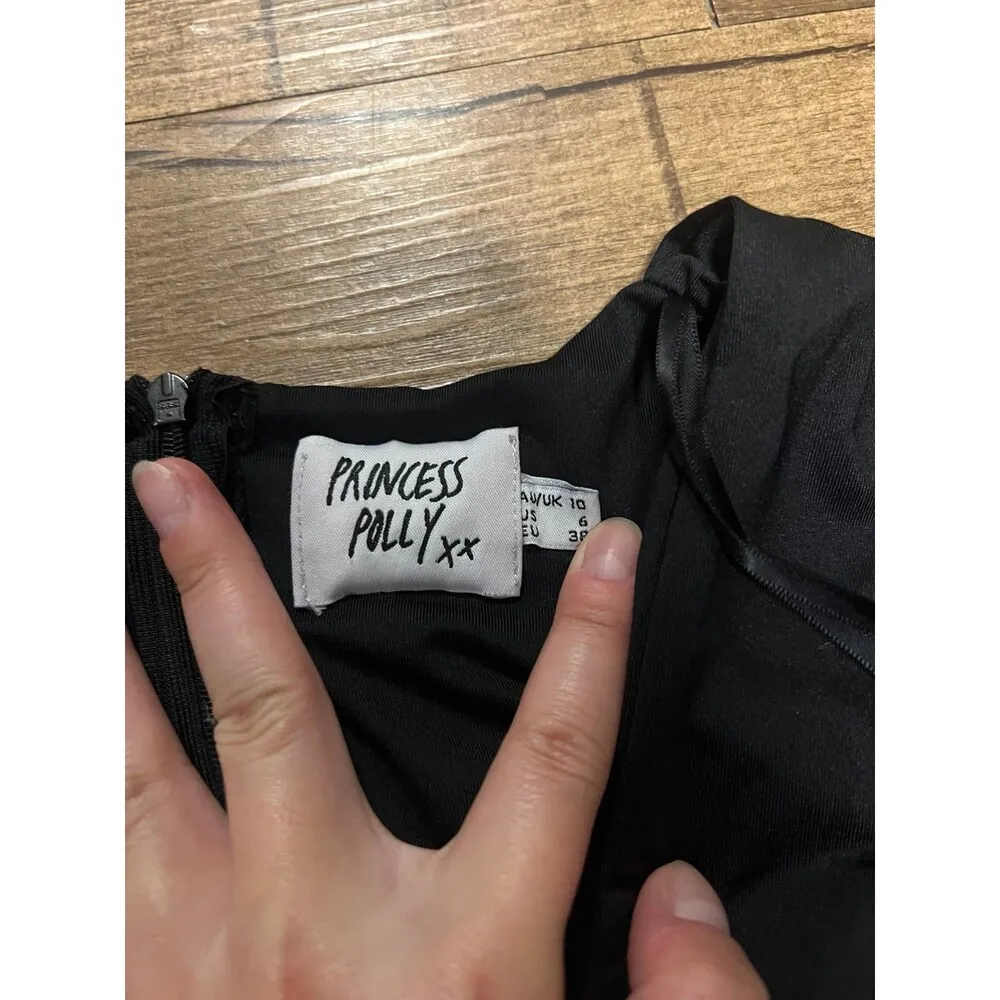 PRINCESS
POLLY xx
AU/UK 10
US 6
EU 38